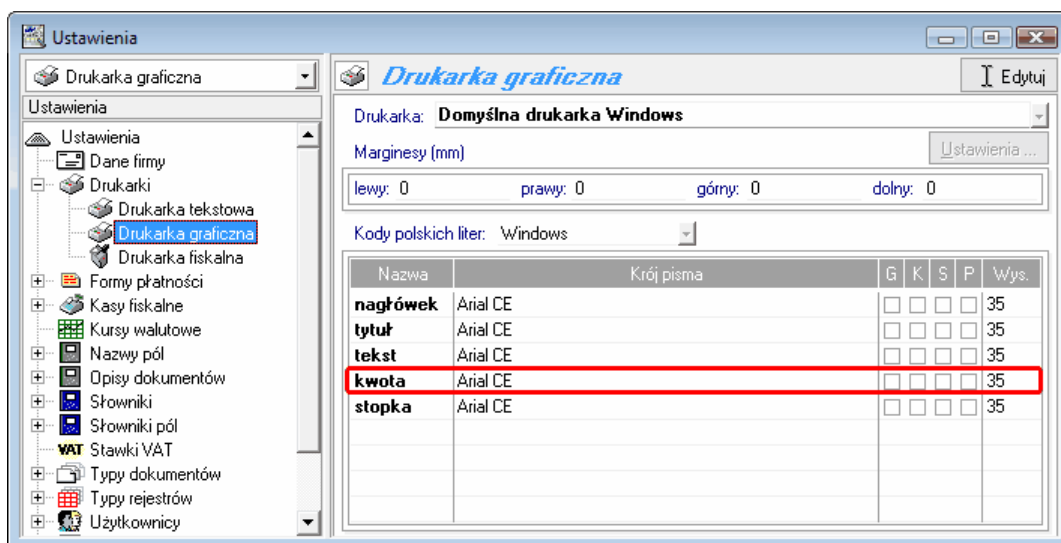 Ustawienia
Drukarka graficzna
Ustawienia
Ustawienia
Dane firmy
Drukarki
Drukarka tekstowa
Drukarka graficzna
Drukarka fiskalna
Formy płatności
Kasy fiskalne
Kursy walutowe
Nazwy pól
Opisy dokumentów
Słowniki
Słowniki pól
VAT Stawki VAT
Typy dokumentów
Typy rejestrów
Użytkownicy
Drukarka graficzna
Edytuj
Drukarka: Domyślna drukarka Windows
Marginesy (mm)
Ustawienia ...
lewy: 0 prawy: 0 górny: 0 dolny: 0
Kody polskich liter: Windows
Nazwa Krój pisma G K S P Wys.
nagłówek Arial CE 35
tytuł Arial CE 35
tekst Arial CE 35
kwota Arial CE 35
stopka Arial CE 35